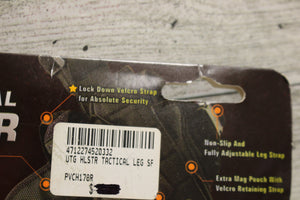 Lock Down Velcro Strap
for Absolute Security
AL
R
Non-Slip And
Fully Adjustable Leg Strap
Extra Mag Pouch With
Velcro Retaining Strap
4712274520332
UTG HLSTR TACTICAL LEG SF
PVCH178R
$